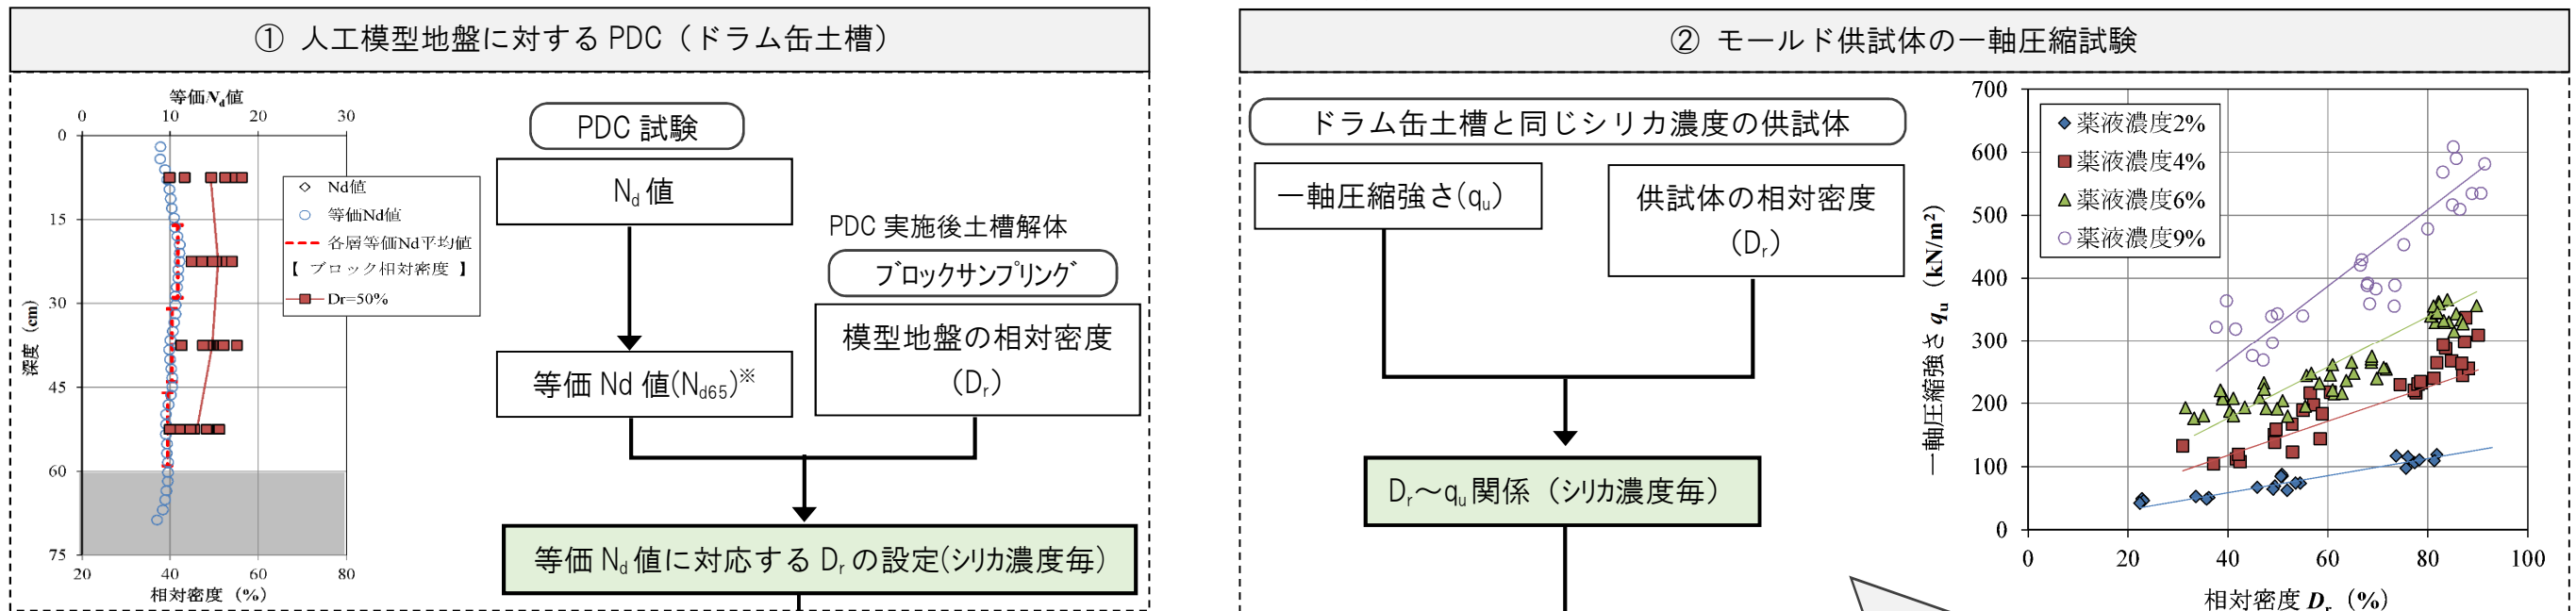 ① 人工模型地盤に対する PDC（ドラム缶土槽）
等価Nd値
0 10 20 30
0
15
30
45
60
75
深度 (cm)
20 40 60 80
相対密度 (%)
Nd値
等価Nd値
各層等価Nd平均値
【 ブロック相対密度 】
Dr=50%
PDC 試験
Nd 値
PDC 実施後土槽解体
ブロックサンプリング
模型地盤の相対密度
(Dr)
等価 Nd 値(Nd65)※
等価 Nd 値に対応する Dr の設定(シリカ濃度毎)
② モールド供試体の一軸圧縮試験
ドラム缶土槽と同じシリカ濃度の供試体
一軸圧縮強さ(qu)
供試体の相対密度
(Dr)
Dr～qu 関係（シリカ濃度毎）
700
600
500
400
300
200
100
0
一軸圧縮強さ qu (kN/m²)
薬液濃度2%
薬液濃度4%
薬液濃度6%
薬液濃度9%
0 20 40 60 80 100
相対密度 Dr (%)